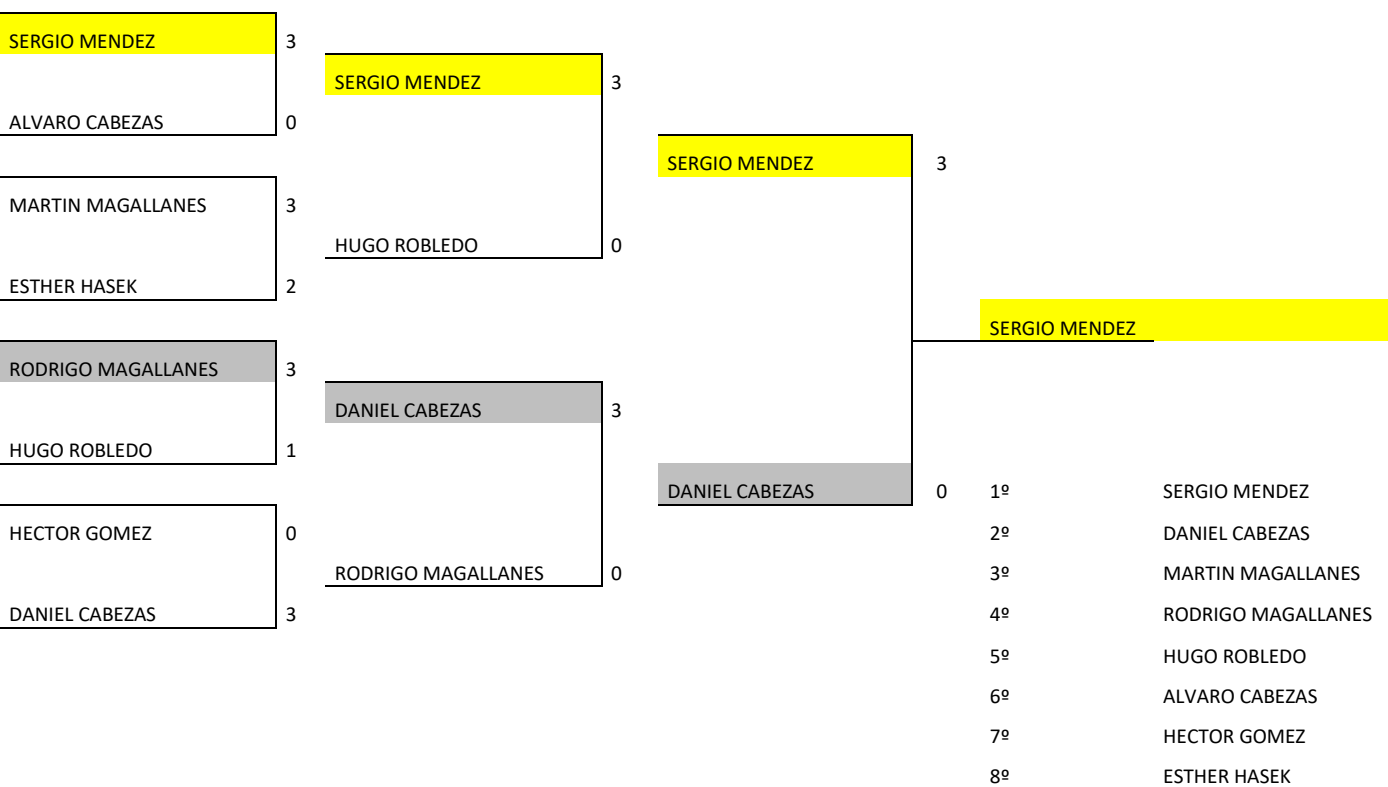 SERGIO MENDEZ 3
SERGIO MENDEZ 3
ALVARO CABEZAS 0
SERGIO MENDEZ 3
MARTIN MAGALLANES 3
HUGO ROBLEDO 0
ESTHER HASEK 2
SERGIO MENDEZ
RODRIGO MAGALLANES 3
DANIEL CABEZAS 3
HUGO ROBLEDO 1
DANIEL CABEZAS 0 1º SERGIO MENDEZ
HECTOR GOMEZ 0 2º DANIEL CABEZAS
RODRIGO MAGALLANES 0 3º MARTIN MAGALLANES
DANIEL CABEZAS 3 4º RODRIGO MAGALLANES
5º HUGO ROBLEDO
6º ALVARO CABEZAS
7º HECTOR GOMEZ
8º ESTHER HASEK